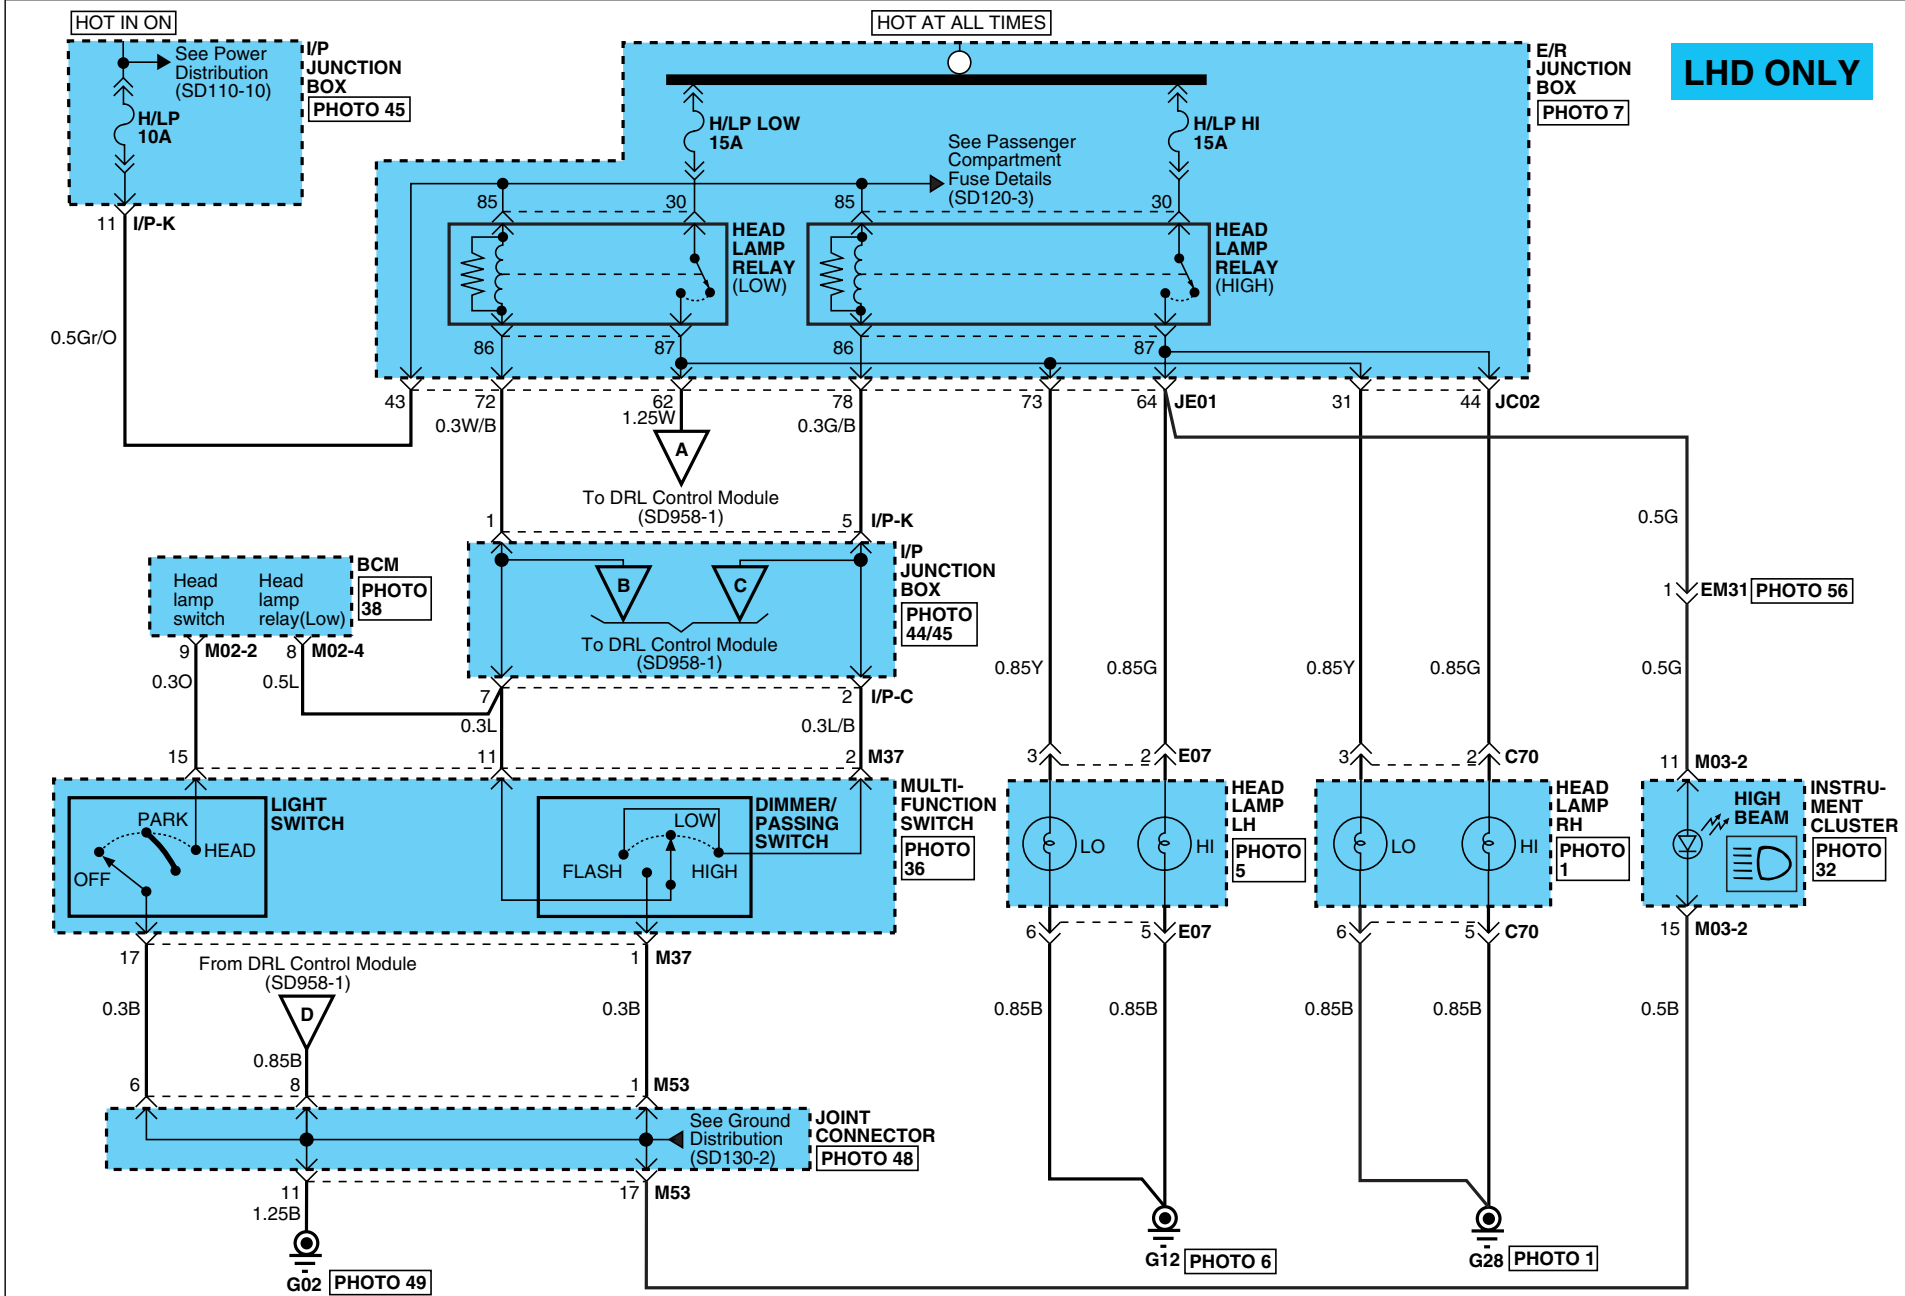 HOT IN ON
HOT AT ALL TIMES
LHD ONLY
See Power
Distribution
(SD110-10)
I/P
JUNCTION
BOX
PHOTO 45
H/LP
10A
11 I/P-K
0.5Gr/O
E/R
JUNCTION
BOX
PHOTO 7
H/LP LOW
15A
H/LP HI
15A
See Passenger
Compartment
Fuse Details
(SD120-3)
85 30 85 30
HEAD
LAMP
RELAY
(LOW)
HEAD
LAMP
RELAY
(HIGH)
86 87 86 87
43 72 62 78 73 64 JE01 31 44 JC02
0.3W/B 1.25W 0.3G/B
A
To DRL Control Module
(SD958-1)
0.5G
1 5 I/P-K
I/P
JUNCTION
BOX
PHOTO
44/45
B C
To DRL Control Module
(SD958-1)
BCM
PHOTO
38
Head
lamp
switch
Head
lamp
relay(Low)
9 M02-2 8 M02-4
0.3O 0.5L
7 2 I/P-C
0.3L 0.3L/B
1 EM31 PHOTO 56
0.85Y 0.85G 0.85Y 0.85G 0.5G
15 11 2 M37
3 2 E07 3 2 C70 11 M03-2
LIGHT
SWITCH
PARK
HEAD
OFF
DIMMER/
PASSING
SWITCH
LOW
FLASH HIGH
MULTI-
FUNCTION
SWITCH
PHOTO
36
LO HI
HEAD
LAMP
LH
PHOTO
5
LO HI
HEAD
LAMP
RH
PHOTO
1
HIGH
BEAM
INSTRU-
MENT
CLUSTER
PHOTO
32
17 1 M37
6 5 E07 6 5 C70 15 M03-2
From DRL Control Module
(SD958-1)
D
0.3B 0.85B 0.3B
0.85B 0.85B 0.85B 0.85B 0.5B
6 8 1 M53
See Ground
Distribution
(SD130-2)
JOINT
CONNECTOR
PHOTO 48
11 17 M53
1.25B
G02 PHOTO 49
G12 PHOTO 6
G28 PHOTO 1